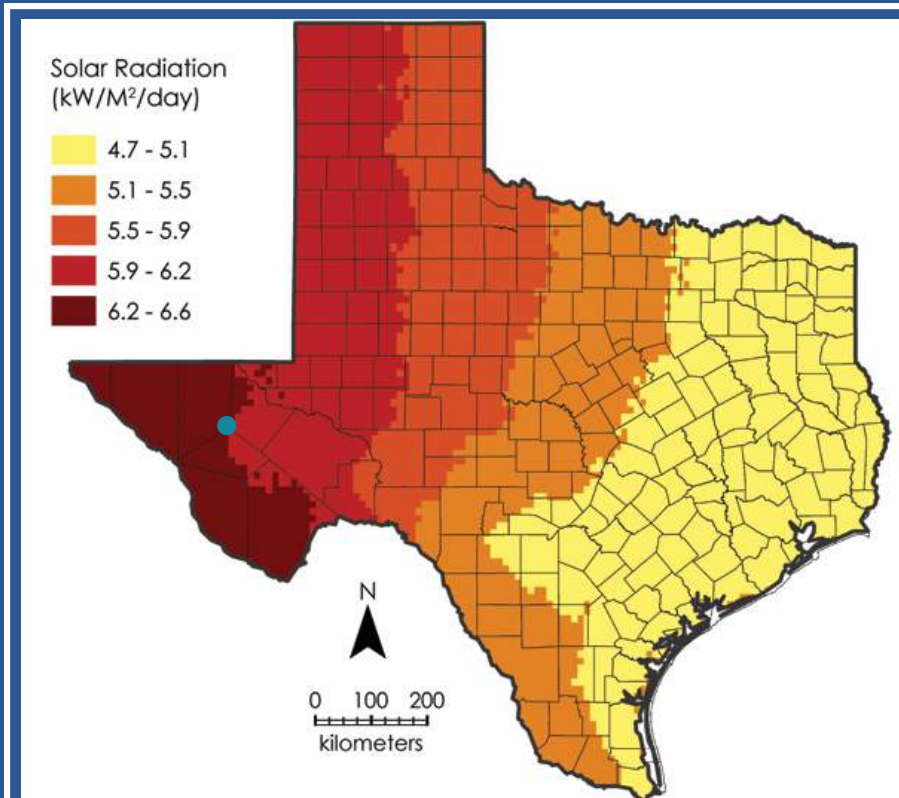 Solar Radiation
(kW/M²/day)
4.7 - 5.1
5.1 - 5.5
5.5 - 5.9
5.9 - 6.2
6.2 - 6.6
N
0 100 200
kilometers